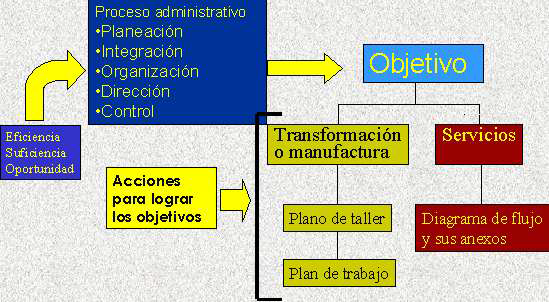 Proceso administrativo
•Planeación
•Integración
•Organización
•Dirección
•Control
Objetivo
Eficiencia
Suficiencia
Oportunidad
Transformación
o manufactura
Servicios
Acciones
para lograr
los objetivos
Plano de taller
Diagrama de flujo
y sus anexos
Plan de trabajo